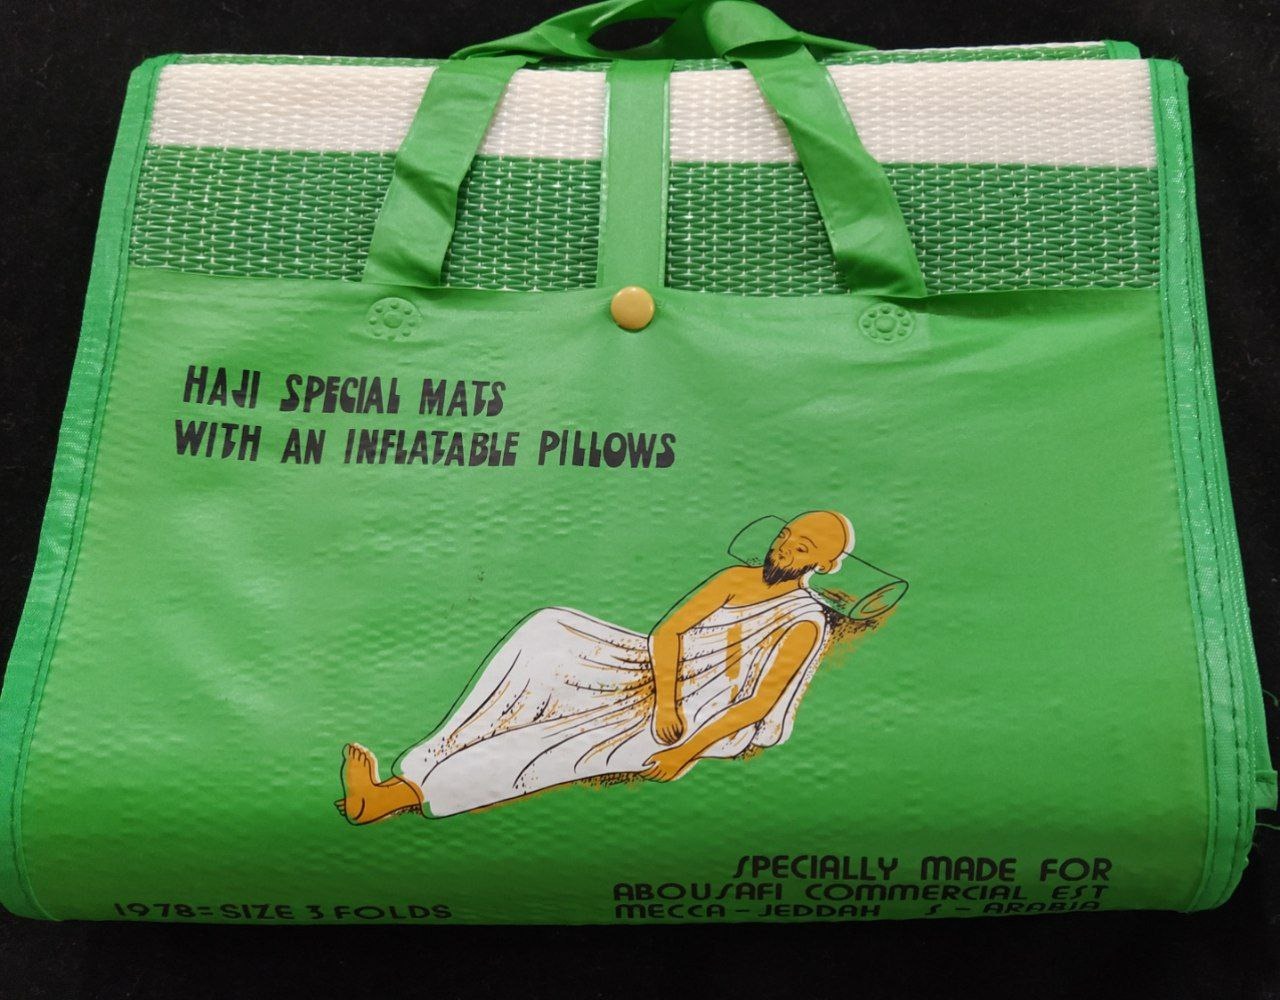 HAJI SPECIAL MATS
WITH AN INFLATABLE PILLOWS
SPECIALLY MADE FOR
ABOUSAFI COMMERCIAL EST
MECCA - JEDDAH S - ARABIA
1978=SIZE 3 FOLDS